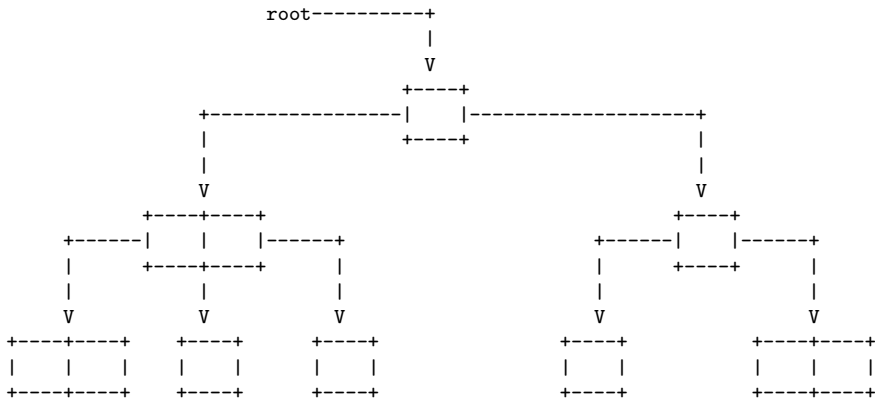 root-----------+
|
V
+----+
+-----------------|    |--------------------+
|                 +----+                    |
|                                           |
V                                           V
+----+----+                               +----+
+------|    |    |------+               +------|    |------+
|      +----+----+      |               |      +----+      |
|           |           |               |                  |
V           V           V               V                  V
+----+----+    +----+      +----+                +----+           +----+----+
|    |    |    |    |      |    |                |    |           |    |    |
+----+----+    +----+      +----+                +----+           +----+----+